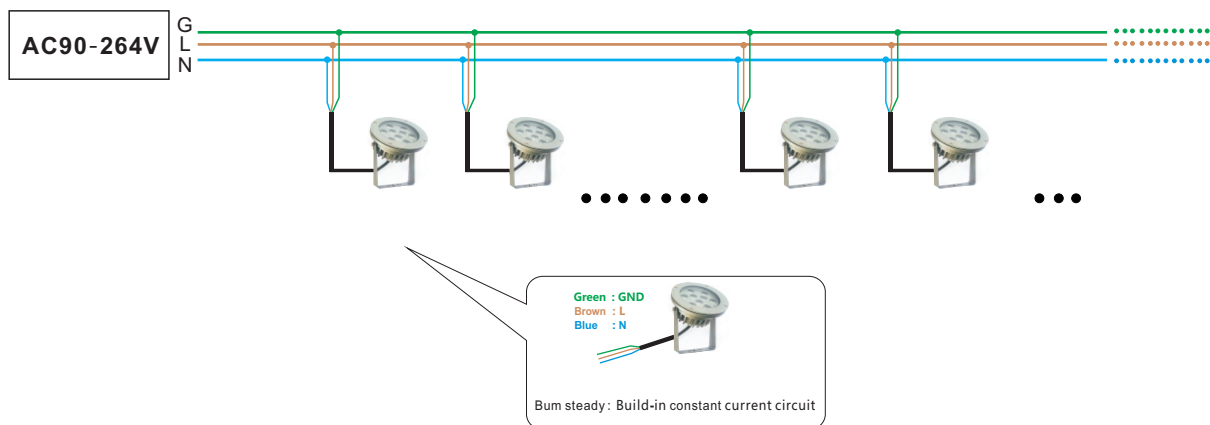 AC90-264V
G
L
N
Green : GND
Brown : L
Blue : N
Bum steady: Build-in constant current circuit